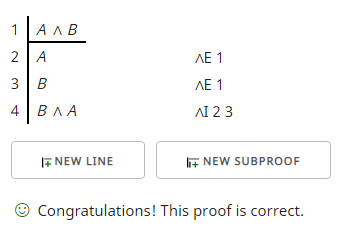 1 A ∧ B
2 A ∧E 1
3 B ∧E 1
4 B ∧ A ∧I 2 3
NEW LINE NEW SUBPROOF
Congratulations! This proof is correct.